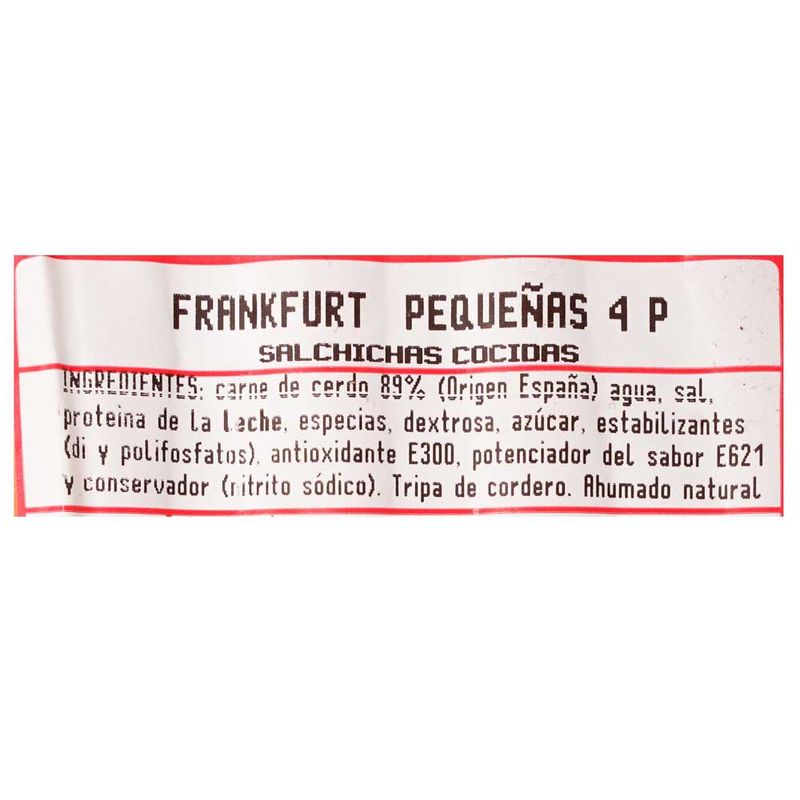 FRANKFURT PEQUEÑAS 4 P
SALCHICHAS COCIDAS
INGREDIENTES: carne de cerdo 89% (Origen España) agua, sal,
proteina de la leche, especias, dextrosa, azúcar, estabilizantes
(di y polifosfatos), antioxidante E300, potenciador del sabor E621
y conservador (nitrito sódico). Tripa de cordero. Ahumado natural